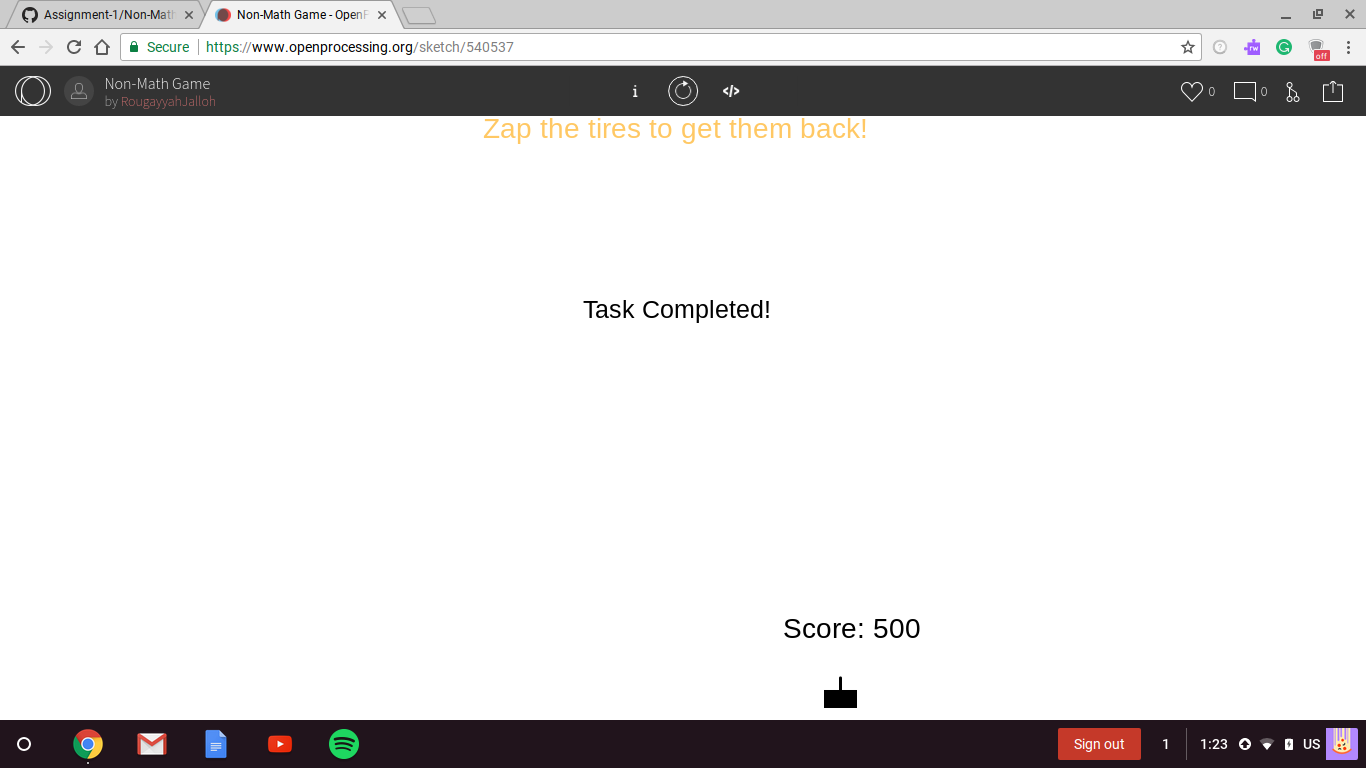 Assignment-1/Non-Math
Non-Math Game - OpenP
Secure
https://www.openprocessing.org/sketch/540537
rw
off
Non-Math Game
by RougayyahJalloh
i
</>
0
0
Zap the tires to get them back!
Task Completed!
Score: 500
Sign out
1
1:23
US